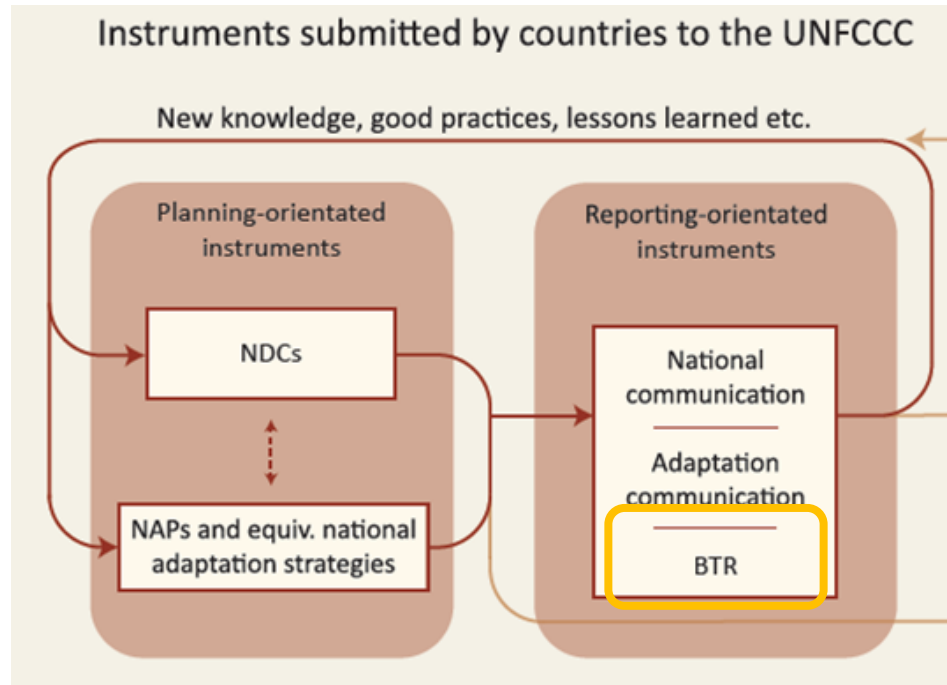 Instruments submitted by countries to the UNFCCC
New knowledge, good practices, lessons learned etc.
Planning-orientated
instruments
NDCs
NAPs and equiv. national
adaptation strategies
Reporting-orientated
instruments
National
communication
Adaptation
communication
BTR